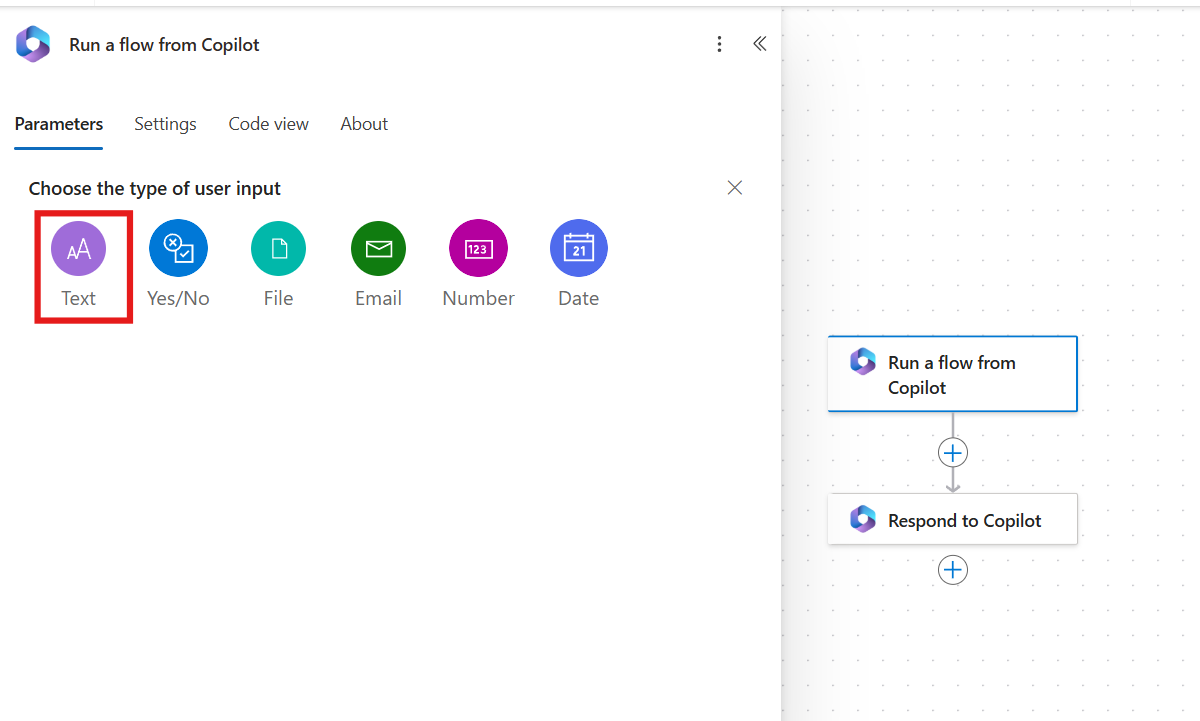 Run a flow from Copilot
Parameters Settings Code view About
Choose the type of user input
AA
123
21
Text Yes/No File Email Number Date
Run a flow from
Copilot
Respond to Copilot